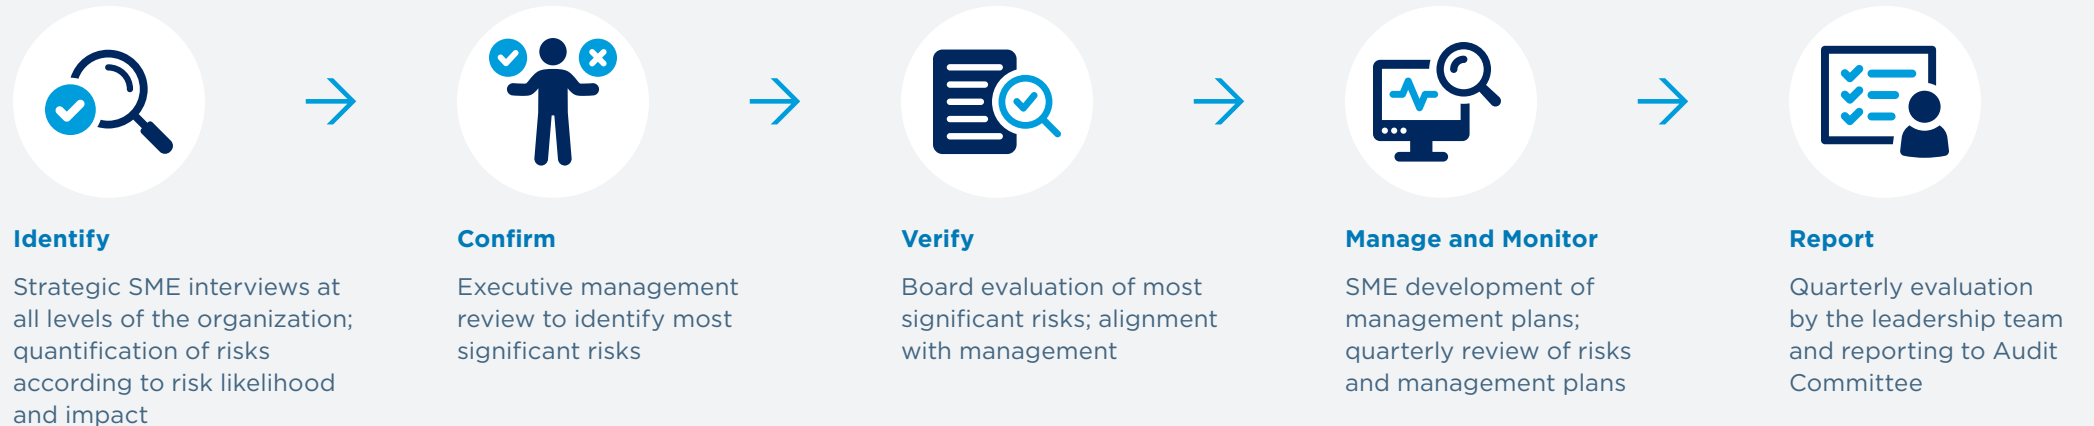 Identify
Strategic SME interviews at
all levels of the organization;
quantification of risks
according to risk likelihood
and impact
Confirm
Executive management
review to identify most
significant risks
Verify
Board evaluation of most
significant risks; alignment
with management
Manage and Monitor
SME development of
management plans;
quarterly review of risks
and management plans
Report
Quarterly evaluation
by the leadership team
and reporting to Audit
Committee